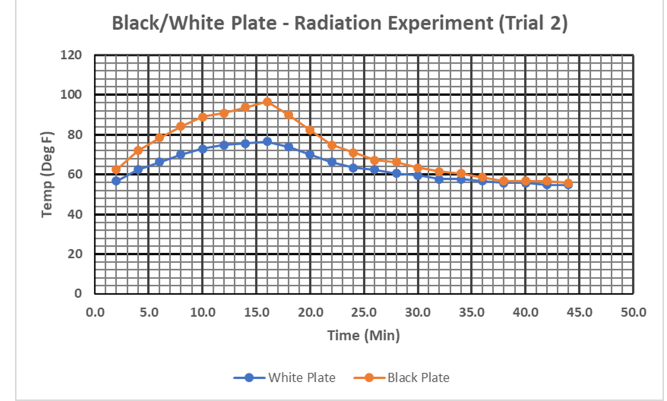 Black/White Plate - Radiation Experiment (Trial 2)
120
100
80
60
40
20
0
Temp (Deg F)
0.0 5.0 10.0 15.0 20.0 25.0 30.0 35.0 40.0 45.0 50.0
Time (Min)
White Plate Black Plate